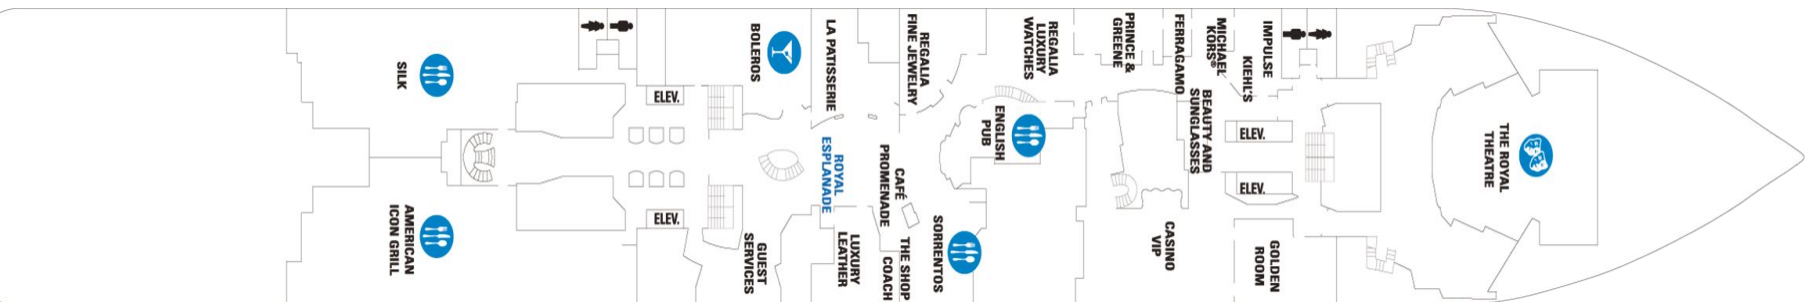 SILK
AMERICAN
ICON GRILL
ELEV.
ELEV.
BOLEROS
GUEST
SERVICES
LA PATISSERIE
ROYAL
ESPLANADE
LUXURY
LEATHER
REGALIA
FINE JEWELRY
CAFÉ
PROMENADE
THE SHOP
COACH
SORRENTOS
ENGLISH
PUB
REGALIA
LUXURY
WATCHES
PRINCE &
GREENE
FERRAGAMO
MICHAEL
KORS®
KIEHL'S
IMPULSE
BEAUTY AND
SUNGLASSES
CASINO
VIP
ELEV.
ELEV.
GOLDEN
ROOM
THE ROYAL
THEATRE